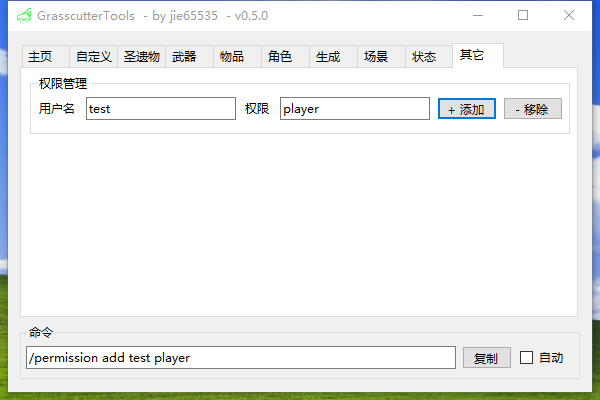 GrasscutterTools - by jie65535 - v0.5.0
主页 自定义 圣遗物 武器 物品 角色 生成 场景 状态 其它
权限管理
用户名 test 权限 player + 添加 - 移除
命令
/permission add test player 复制 自动